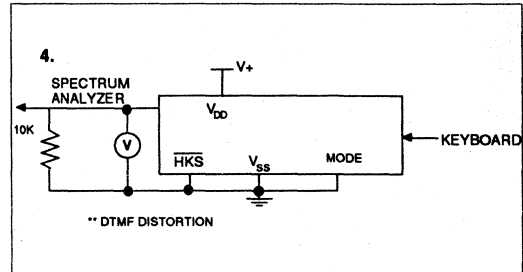 4.
V+
SPECTRUM
ANALYZER
VDD
10K
V
KEYBOARD
HKS
VSS
MODE
** DTMF DISTORTION